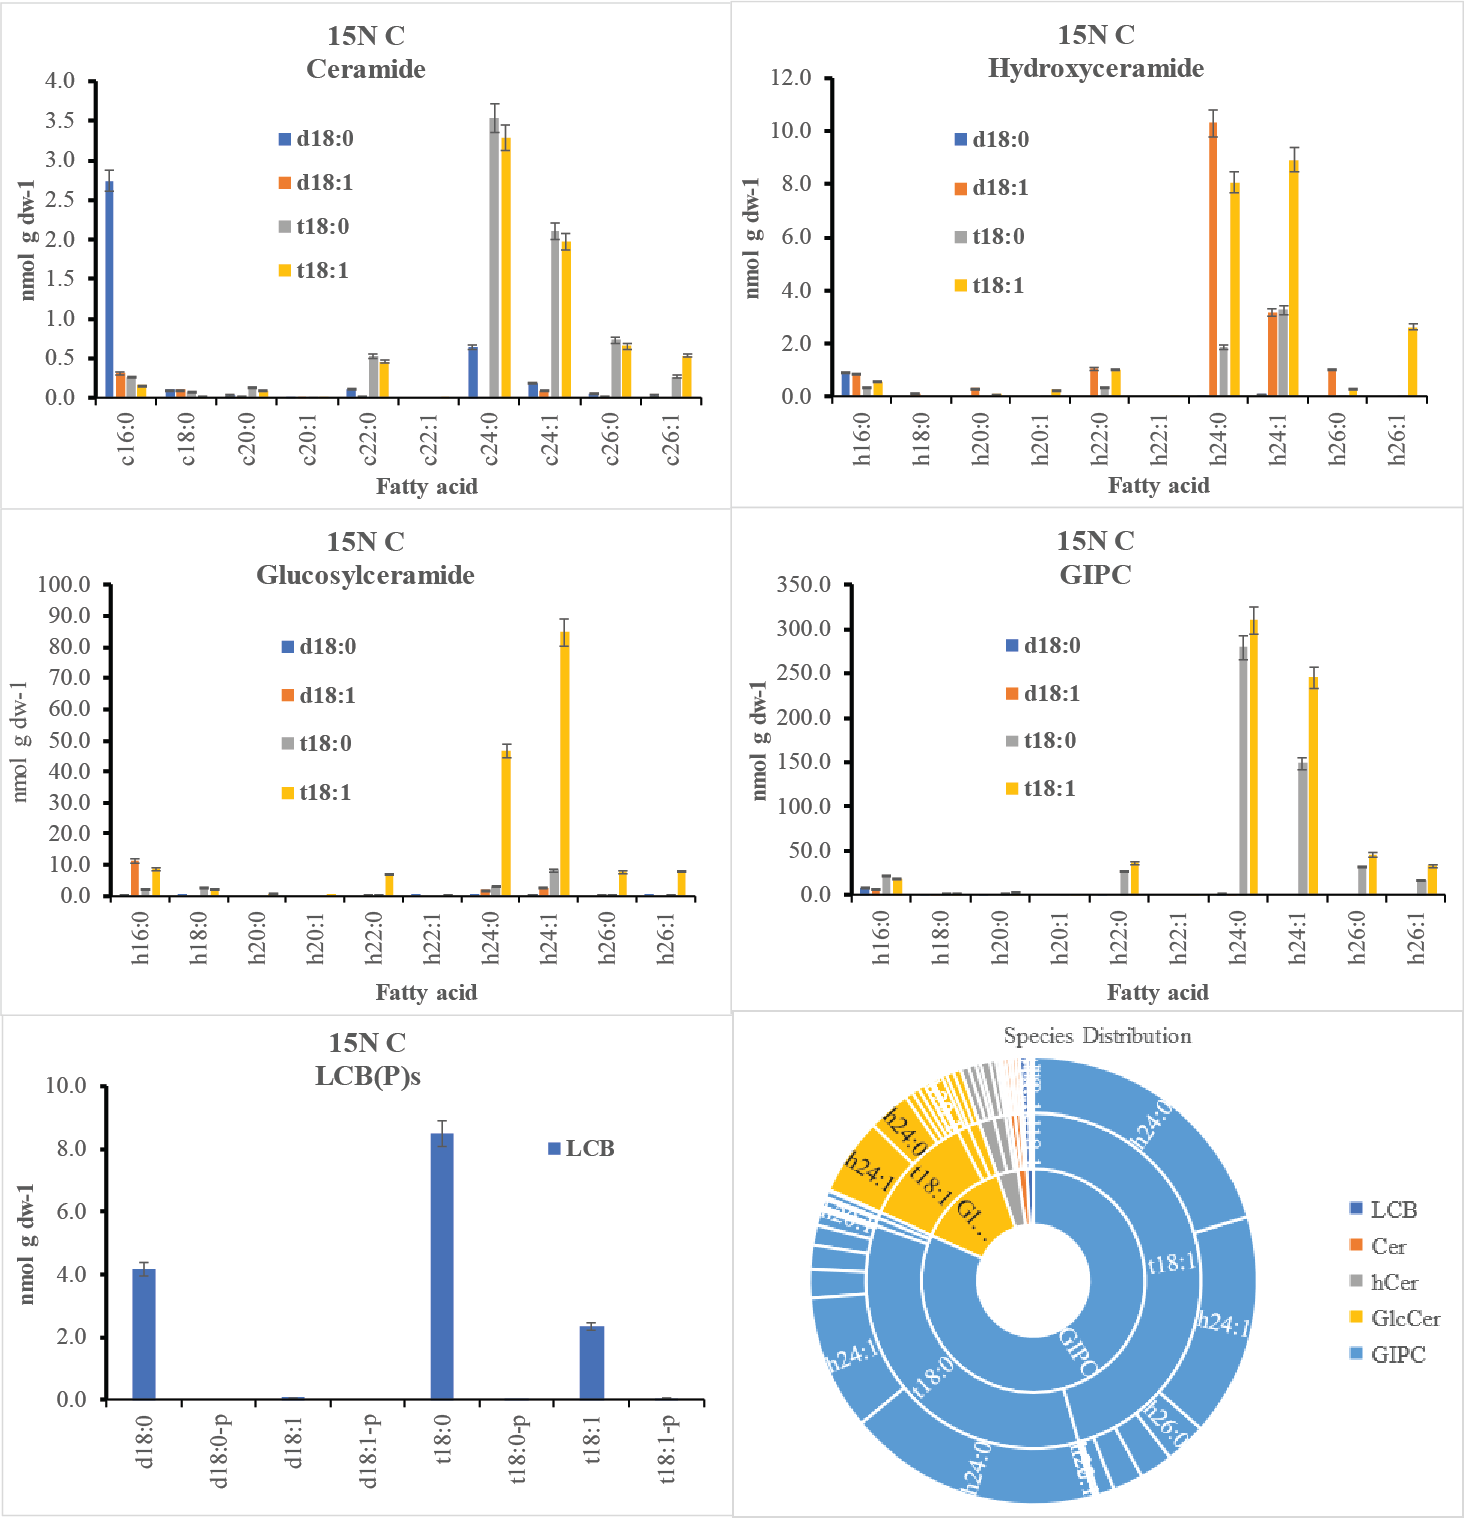 15N C
Ceramide
4.0
3.5
3.0
2.5
2.0
1.5
1.0
0.5
0.0
nmol g dw-1
d18:0
d18:1
t18:0
t18:1
c16:0
c18:0
c20:0
c20:1
c22:0
c22:1
c24:0
c24:1
c26:0
c26:1
Fatty acid
15N C
Hydroxyceramide
12.0
10.0
8.0
6.0
4.0
2.0
0.0
nmol g dw-1
d18:0
d18:1
t18:0
t18:1
h16:0
h18:0
h20:0
h20:1
h22:0
h22:1
h24:0
h24:1
h26:0
h26:1
Fatty acid
15N C
Glucosylceramide
100.0
90.0
80.0
70.0
60.0
50.0
40.0
30.0
20.0
10.0
0.0
nmol g dw-1
d18:0
d18:1
t18:0
t18:1
h16:0
h18:0
h20:0
h20:1
h22:0
h22:1
h24:0
h24:1
h26:0
h26:1
Fatty acid
15N C
GIPC
350.0
300.0
250.0
200.0
150.0
100.0
50.0
0.0
nmol g dw-1
d18:0
d18:1
t18:0
t18:1
h16:0
h18:0
h20:0
h20:1
h22:0
h22:1
h24:0
h24:1
h26:0
h26:1
Fatty acid
15N C
LCB(P)s
10.0
8.0
6.0
4.0
2.0
0.0
nmol g dw-1
LCB
d18:0
d18:0-p
d18:1
d18:1-p
t18:0
t18:0-p
t18:1
t18:1-p
Species Distribution
h24:0
h24:1
h26:0
h24:0
h24:1
h24:1
h24:0
t18:1
t18:0
t18:1
GIPC
Gl...
LCB
Cer
hCer
GlcCer
GIPC